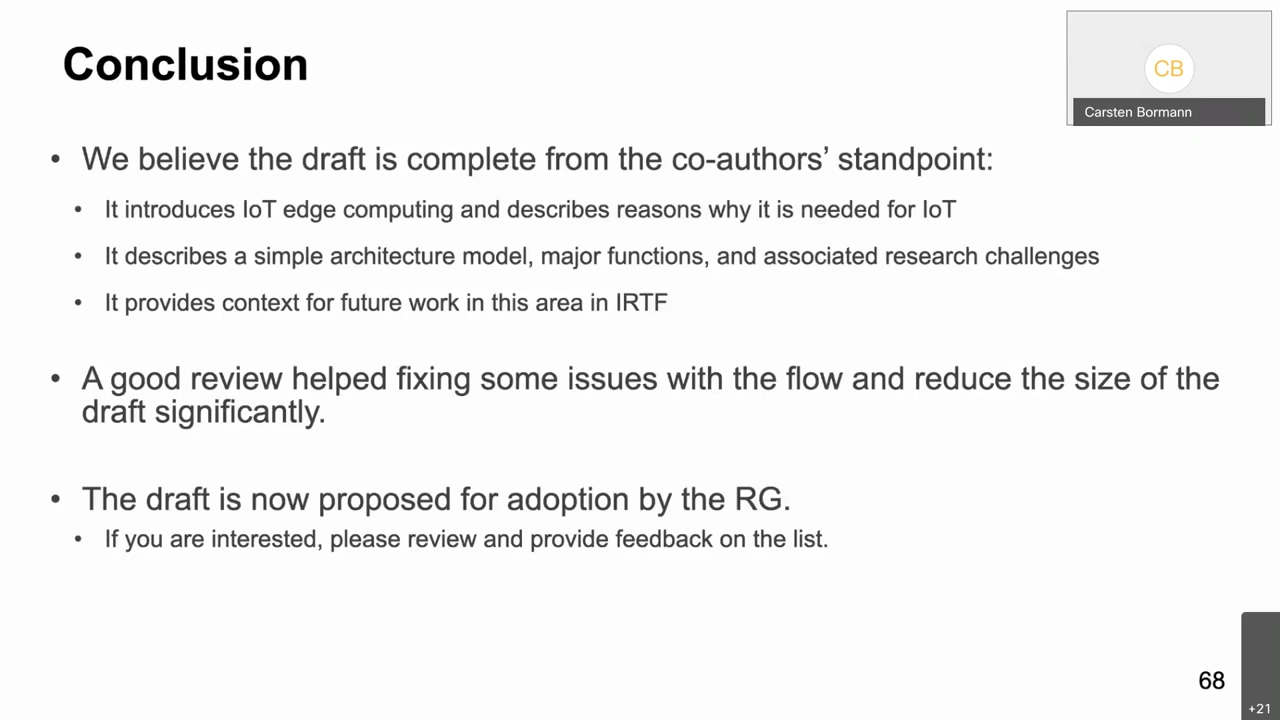 Conclusion
CB
Carsten Bormann
• We believe the draft is complete from the co-authors’ standpoint:
• It introduces IoT edge computing and describes reasons why it is needed for IoT
• It describes a simple architecture model, major functions, and associated research challenges
• It provides context for future work in this area in IRTF
• A good review helped fixing some issues with the flow and reduce the size of the
draft significantly.
• The draft is now proposed for adoption by the RG.
• If you are interested, please review and provide feedback on the list.
68
+21